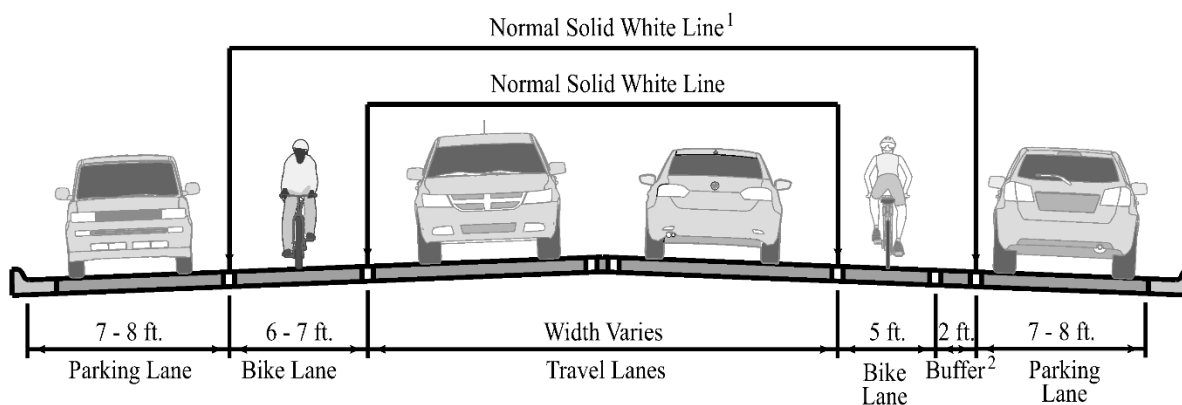 Normal Solid White Line1
Normal Solid White Line
7 - 8 ft.
6 - 7 ft.
Width Varies
5 ft.
2 ft.
7 - 8 ft.
Parking Lane
Bike Lane
Travel Lanes
Bike
Lane
Buffer2
Parking
Lane